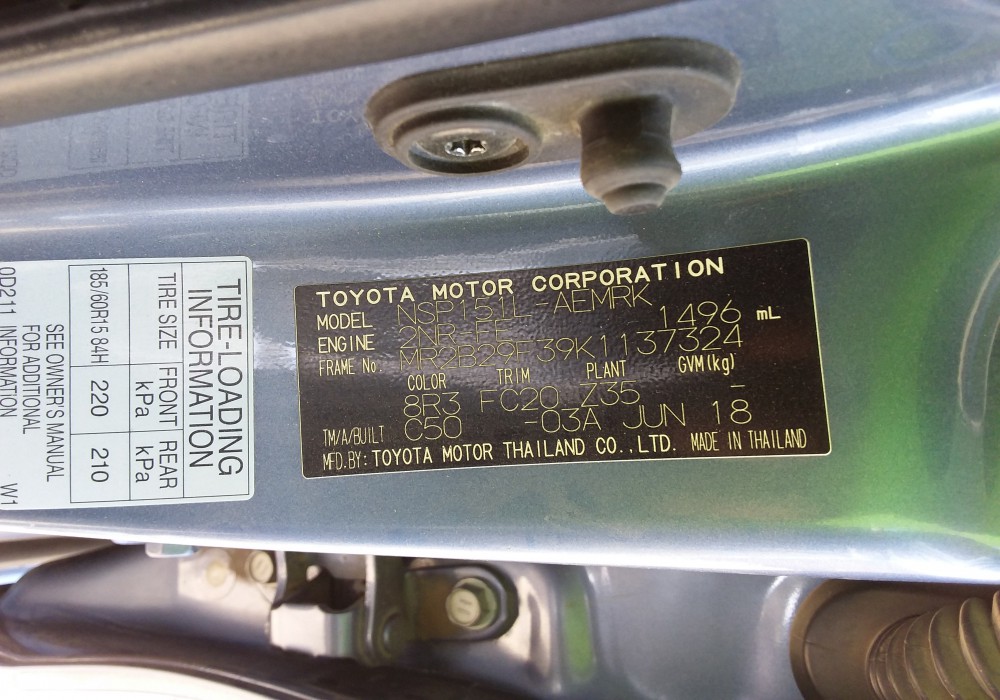 TIRE-LOADING
INFORMATION
TIRE SIZE FRONT REAR
kPa kPa
185/60R15 84H 220 210
SEE OWNER'S MANUAL
FOR ADDITIONAL
INFORMATION
0D211 W1
TOYOTA MOTOR CORPORATION
MODEL NSP151L-AEMRK
ENGINE 2NR-FE 1496 mL
FRAME No. MR2B29F39K1137324
COLOR TRIM PLANT GVM(kg)
8R3 FC20 Z35 –
TM/A/BUILT C50 -03A JUN 18
MFD.BY: TOYOTA MOTOR THAILAND CO.,LTD. MADE IN THAILAND